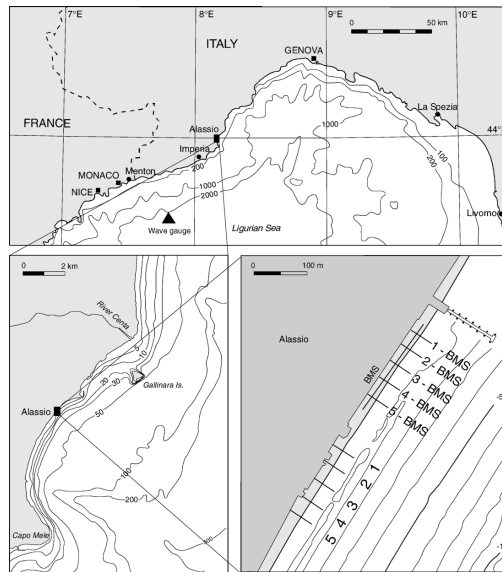 7°E
8°E
9°E
10°E
0
50 km
ITALY
GENOVA
FRANCE
La Spezia
Alassio
1000
100
200
44°
Imperia
200
Menton
MONACO
NICE
1000
2000
Wave gauge
Ligurian Sea
Livorno
0
2 km
River Centa
5
10
20
30
Gallinara Is.
50
Alassio
100
200
Capo Mele
0
100 m
Alassio
BMS
1 - BMS
2 - BMS
3 - BMS
4 - BMS
5 - BMS
1
2
3
4
5